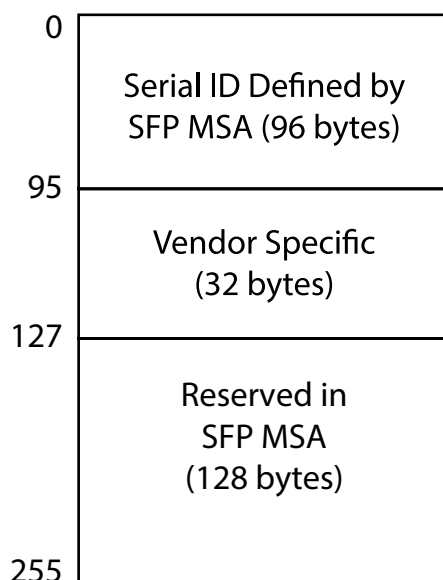 0
Serial ID Defined by
SFP MSA (96 bytes)
95
Vendor Specific
(32 bytes)
127
Reserved in
SFP MSA
(128 bytes)
255